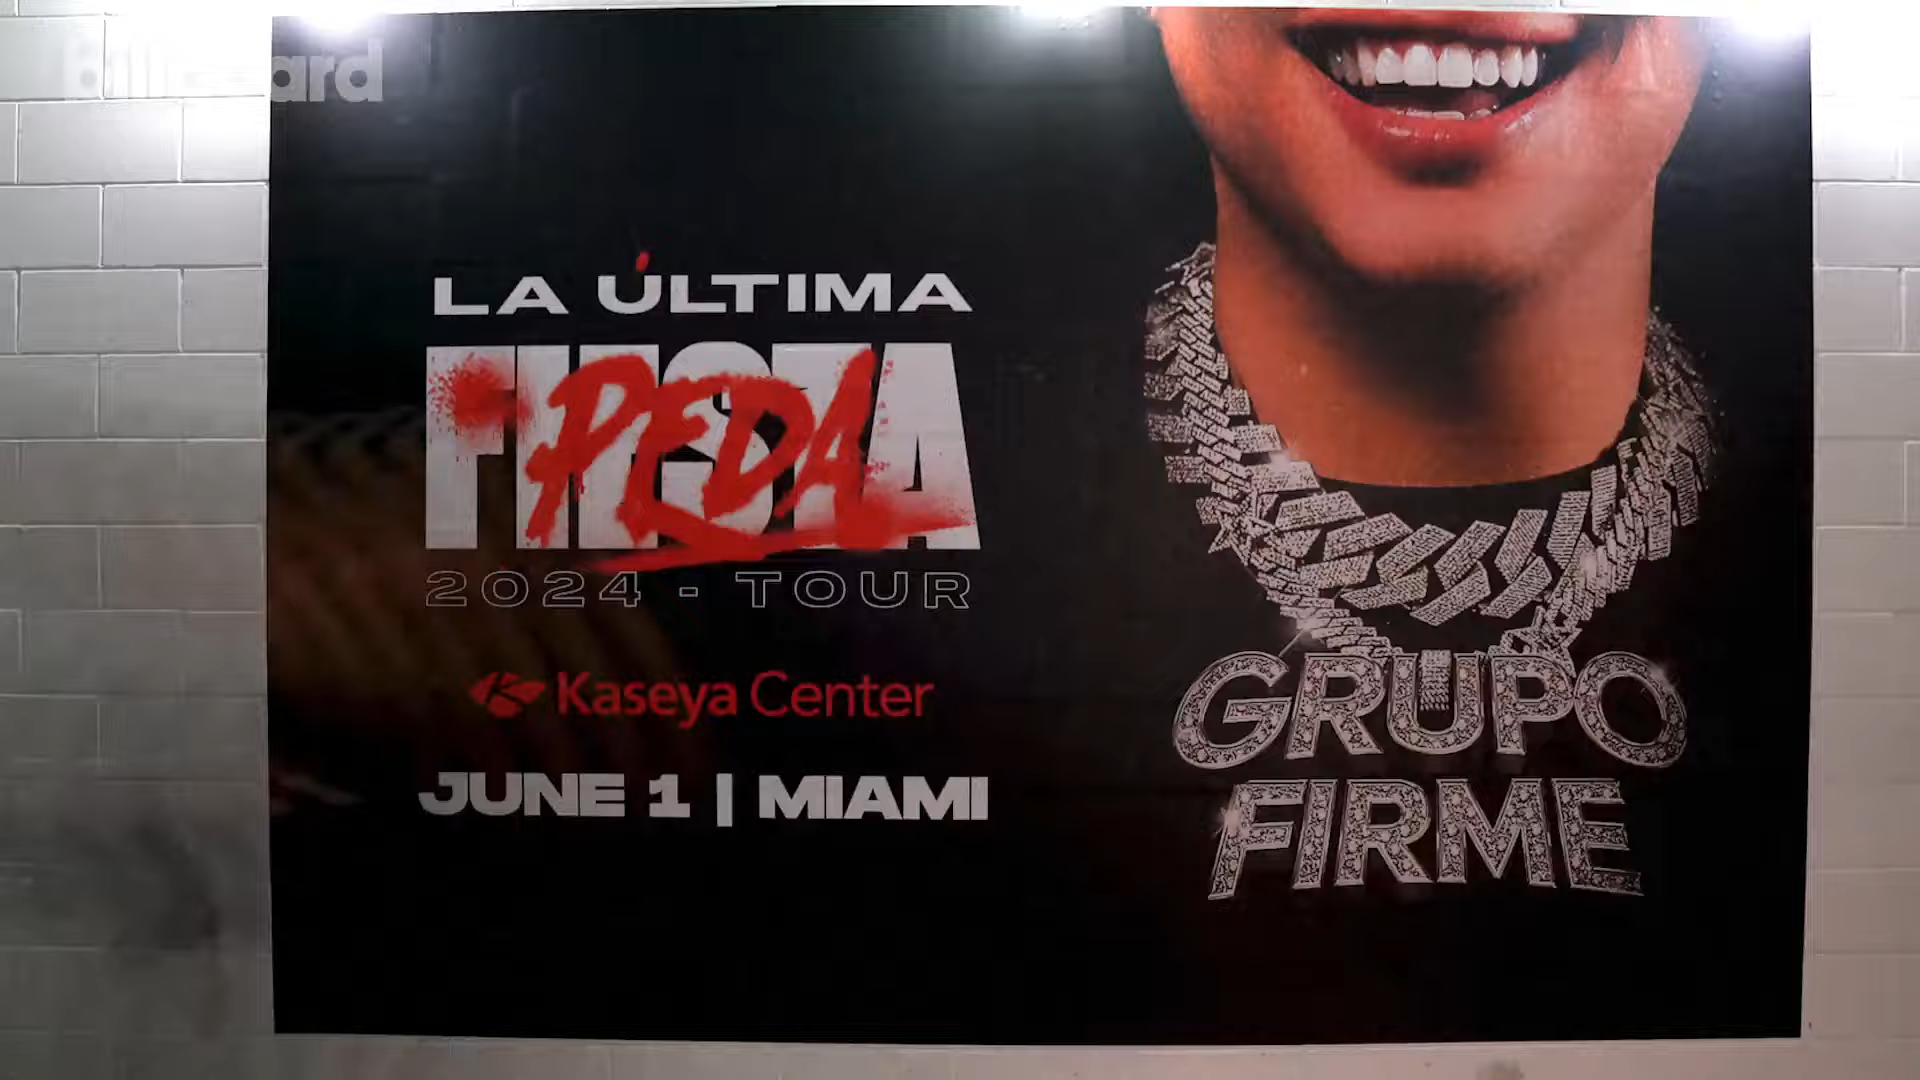 billboard
LA ÚLTIMA
FIESTA
PEDA
2024 - TOUR
Kaseya Center
JUNE 1 | MIAMI
GRUPO
FIRME